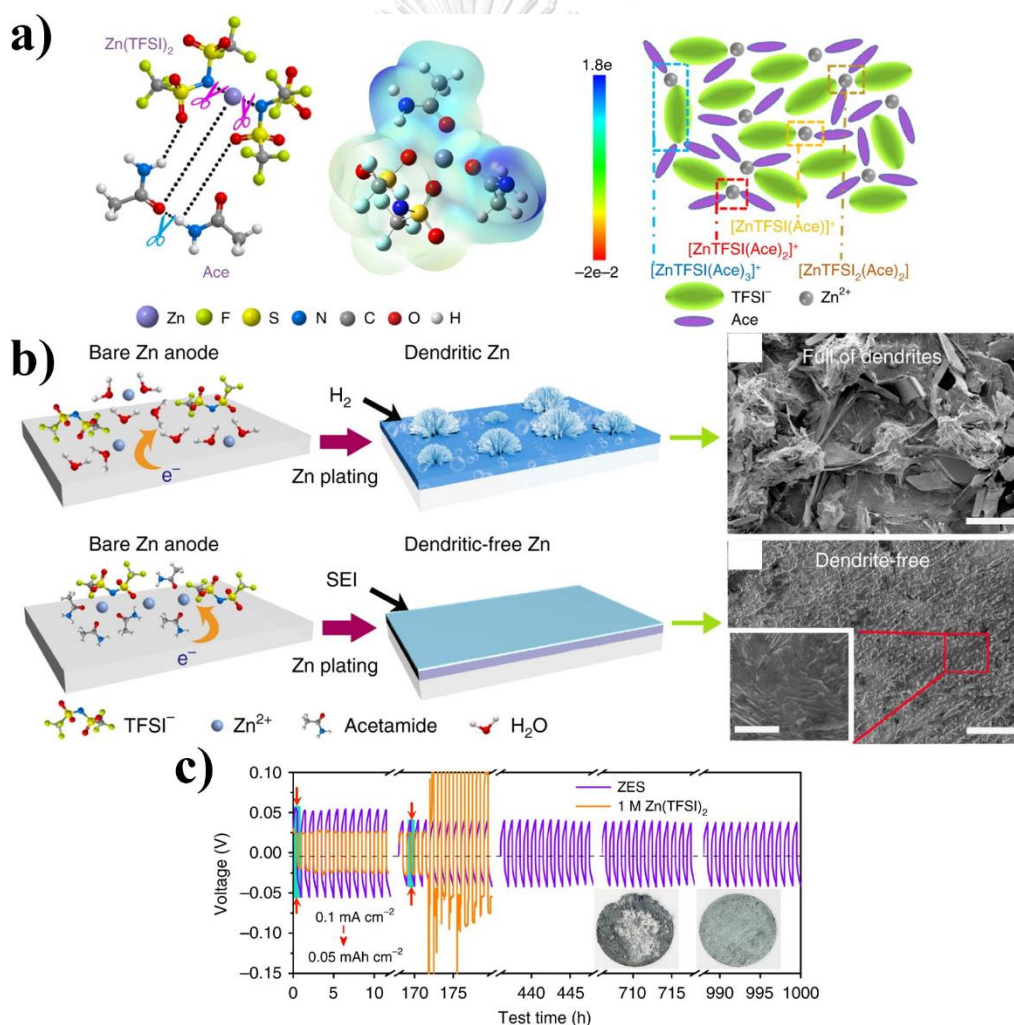 a)
Zn(TFSI)₂
Ace
Zn F S N C O H
1.8e
−2e−2
[ZnTFSI(Ace)]⁺
[ZnTFSI(Ace)₂]⁺
[ZnTFSI(Ace)₃]⁺
[ZnTFSI₂(Ace)₂]
TFSI⁻
Zn²⁺
Ace
b)
Bare Zn anode
e⁻
Zn plating
Dendritic Zn
H₂
Full of dendrites
Bare Zn anode
e⁻
Zn plating
Dendritic-free Zn
SEI
Dendrite-free
TFSI⁻ Zn²⁺ Acetamide H₂O
c)
ZES
1 M Zn(TFSI)₂
0.10
0.05
0.00
−0.05
−0.10
−0.15
Voltage (V)
0.1 mA cm⁻²
0.05 mAh cm⁻²
0 5 10 170 175 440 445 710 715 990 995 1000
Test time (h)